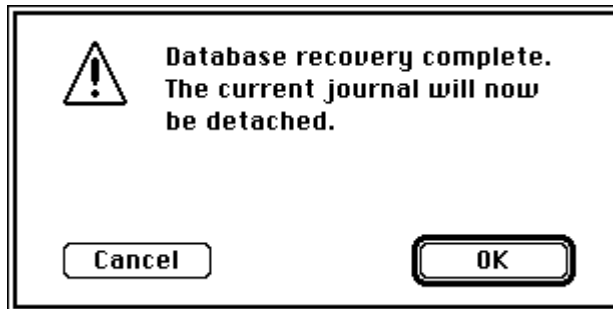 Database recovery complete.
The current journal will now
be detached.
Cancel
OK